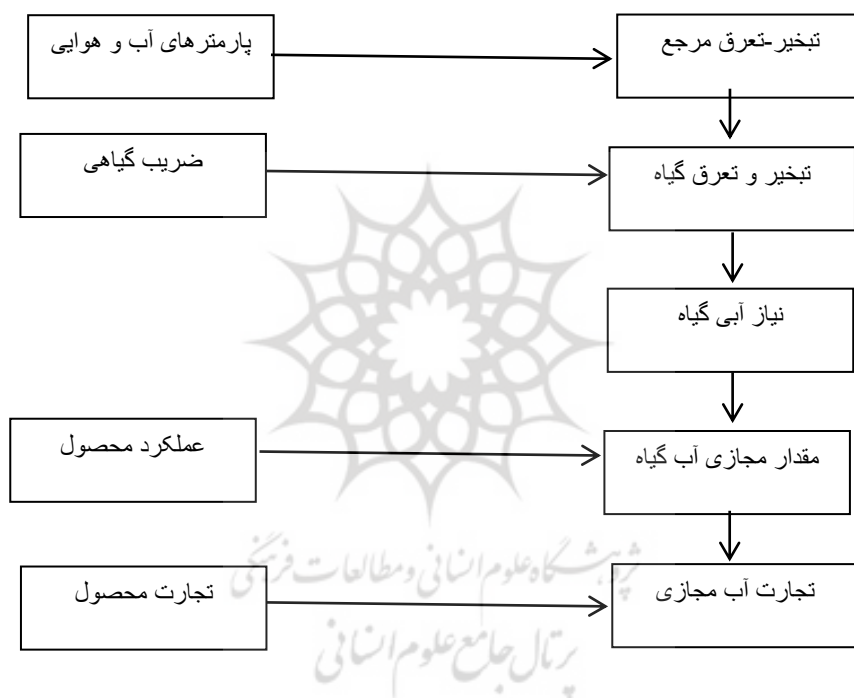 تبخیر-تعرق مرجع
پارمترهای آب و هوایی
تبخیر و تعرق گیاه
ضریب گیاهی
نیاز آبی گیاه
مقدار مجازی آب گیاه
عملکرد محصول
تجارت آب مجازی
تجارت محصول
پژوهشگاه علوم انسانی و مطالعات فرهنگی
پرتال جامع علوم انسانی